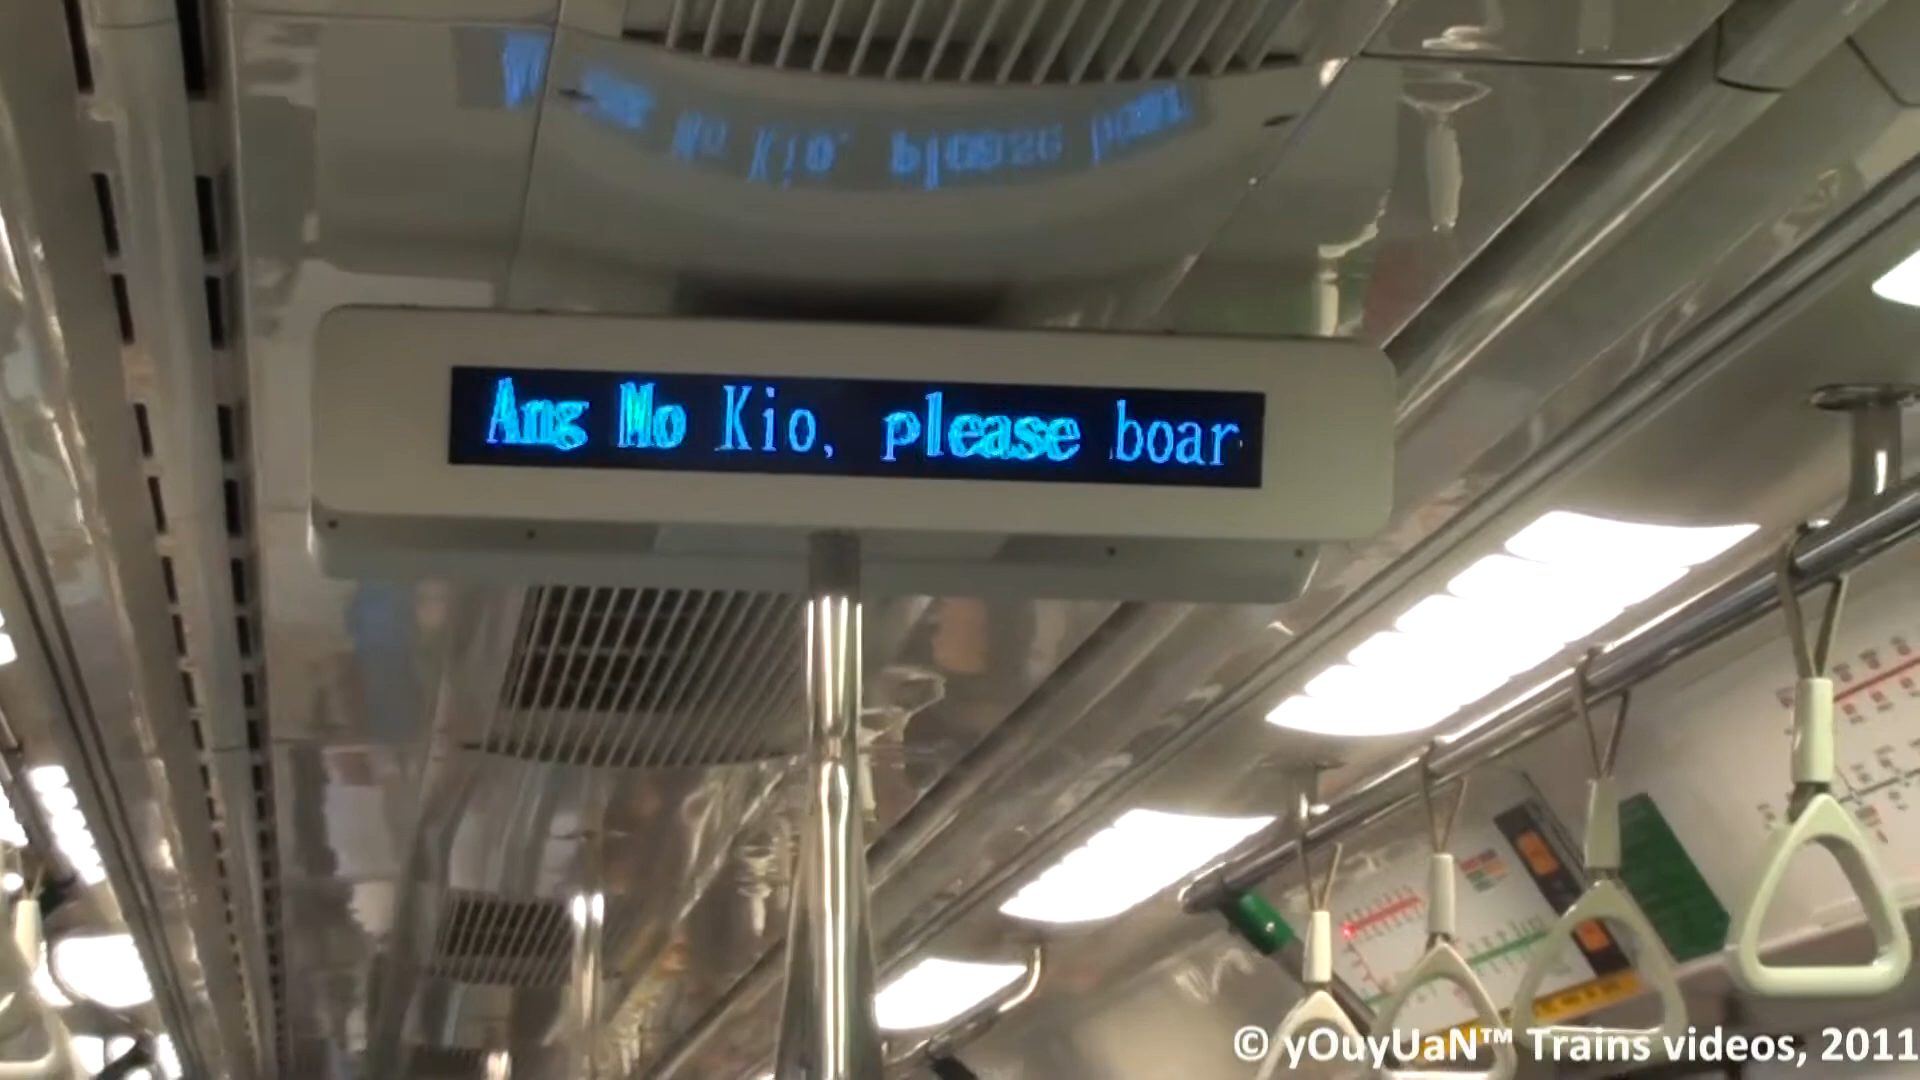 Ang Mo Kio, please boar
© yOuyUaN™ Trains videos, 2011